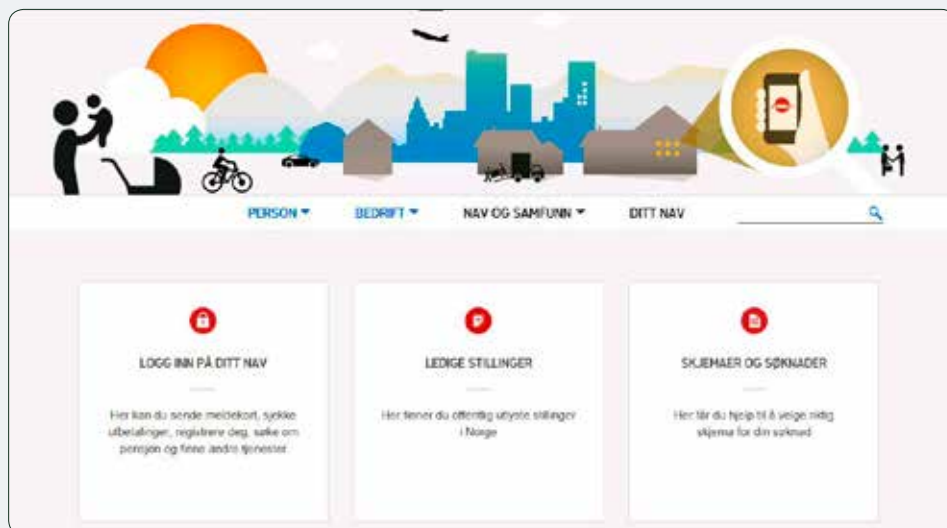 PERSON
BEDRIFT
NAV OG SAMFUNN
DITT NAV
LOGG INN PÅ DITT NAV
Her kan du sende meldekort, sjekke
utbetalinger, registrere deg, søke om
pensjon og finne andre tjenester
LEDIGE STILLINGER
Her finner du offentlig utlyste stillinger
i Norge
SKJEMAER OG SØKNADER
Her får du hjelp til å velge riktig
skjema for din søknad